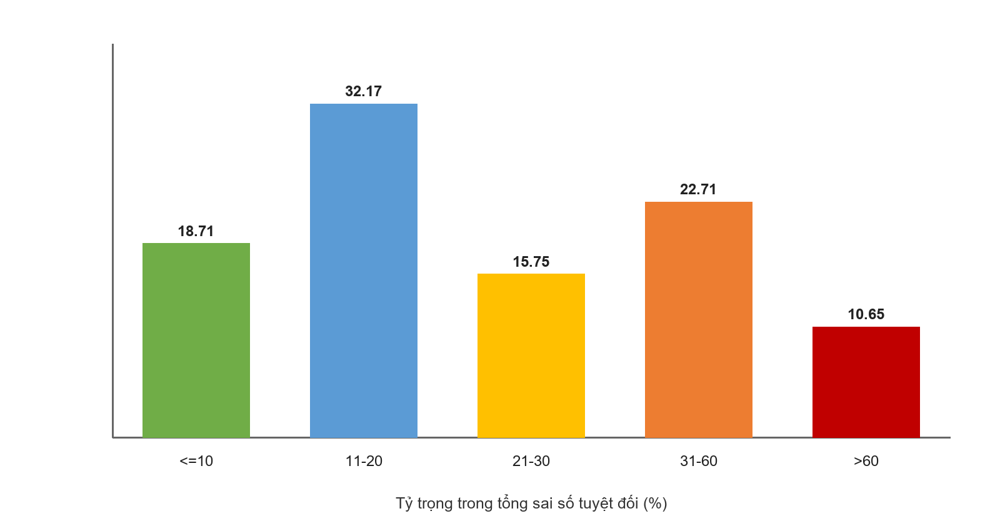 32.17
22.71
18.71
15.75
10.65
<=10 11-20 21-30 31-60 >60
Tỷ trọng trong tổng sai số tuyệt đối (%)